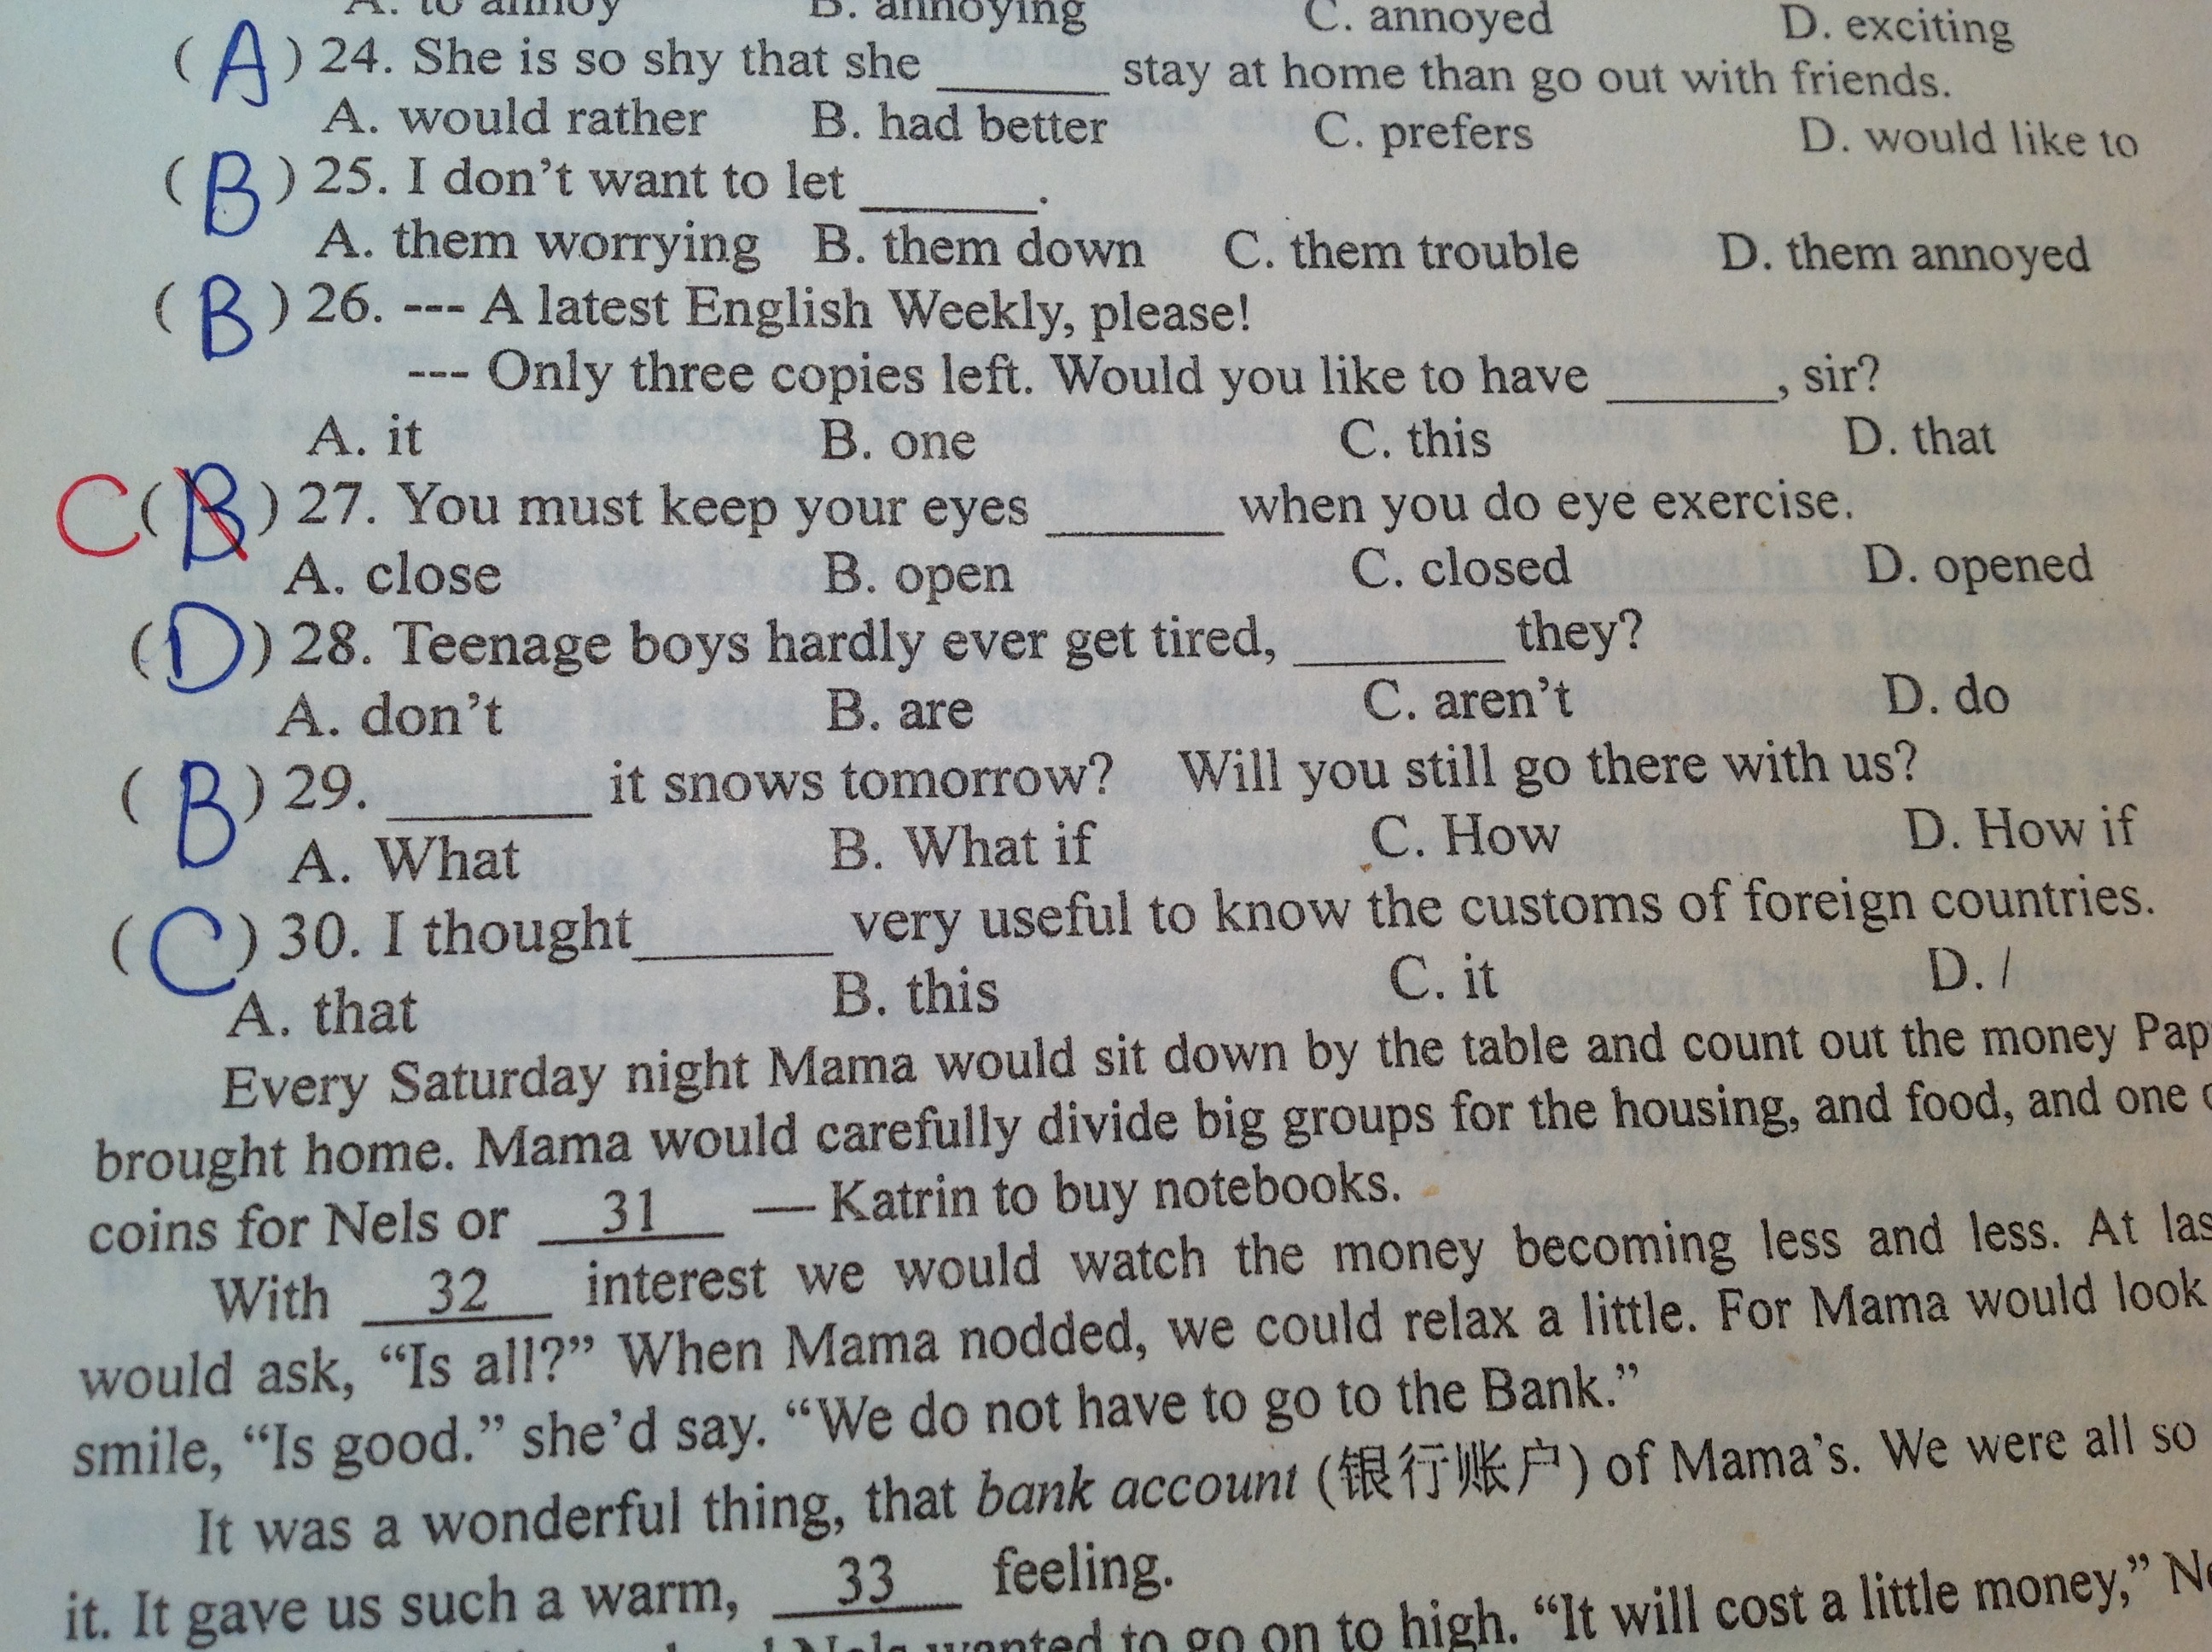 A. to annoy B. annoying C. annoyed D. exciting
( A ) 24. She is so shy that she ______ stay at home than go out with friends.
A. would rather B. had better C. prefers D. would like to
( B ) 25. I don't want to let ______.
A. them worrying B. them down C. them trouble D. them annoyed
( B ) 26. --- A latest English Weekly, please!
--- Only three copies left. Would you like to have ______, sir?
A. it B. one C. this D. that
C ( B ) 27. You must keep your eyes ______ when you do eye exercise.
A. close B. open C. closed D. opened
( D ) 28. Teenage boys hardly ever get tired, ______ they?
A. don't B. are C. aren't D. do
( B ) 29. ______ it snows tomorrow? Will you still go there with us?
A. What B. What if C. How D. How if
( C ) 30. I thought ______ very useful to know the customs of foreign countries.
A. that B. this C. it D. /
Every Saturday night Mama would sit down by the table and count out the money Pap
brought home. Mama would carefully divide big groups for the housing, and food, and one
coins for Nels or 31 — Katrin to buy notebooks.
With 32 interest we would watch the money becoming less and less. At las
would ask, “Is all?” When Mama nodded, we could relax a little. For Mama would look
smile, “Is good.” she'd say. “We do not have to go to the Bank.”
It was a wonderful thing, that bank account (银行账户) of Mama's. We were all so
it. It gave us such a warm, 33 feeling.
Nels wanted to go on to high. “It will cost a little money,” Ne